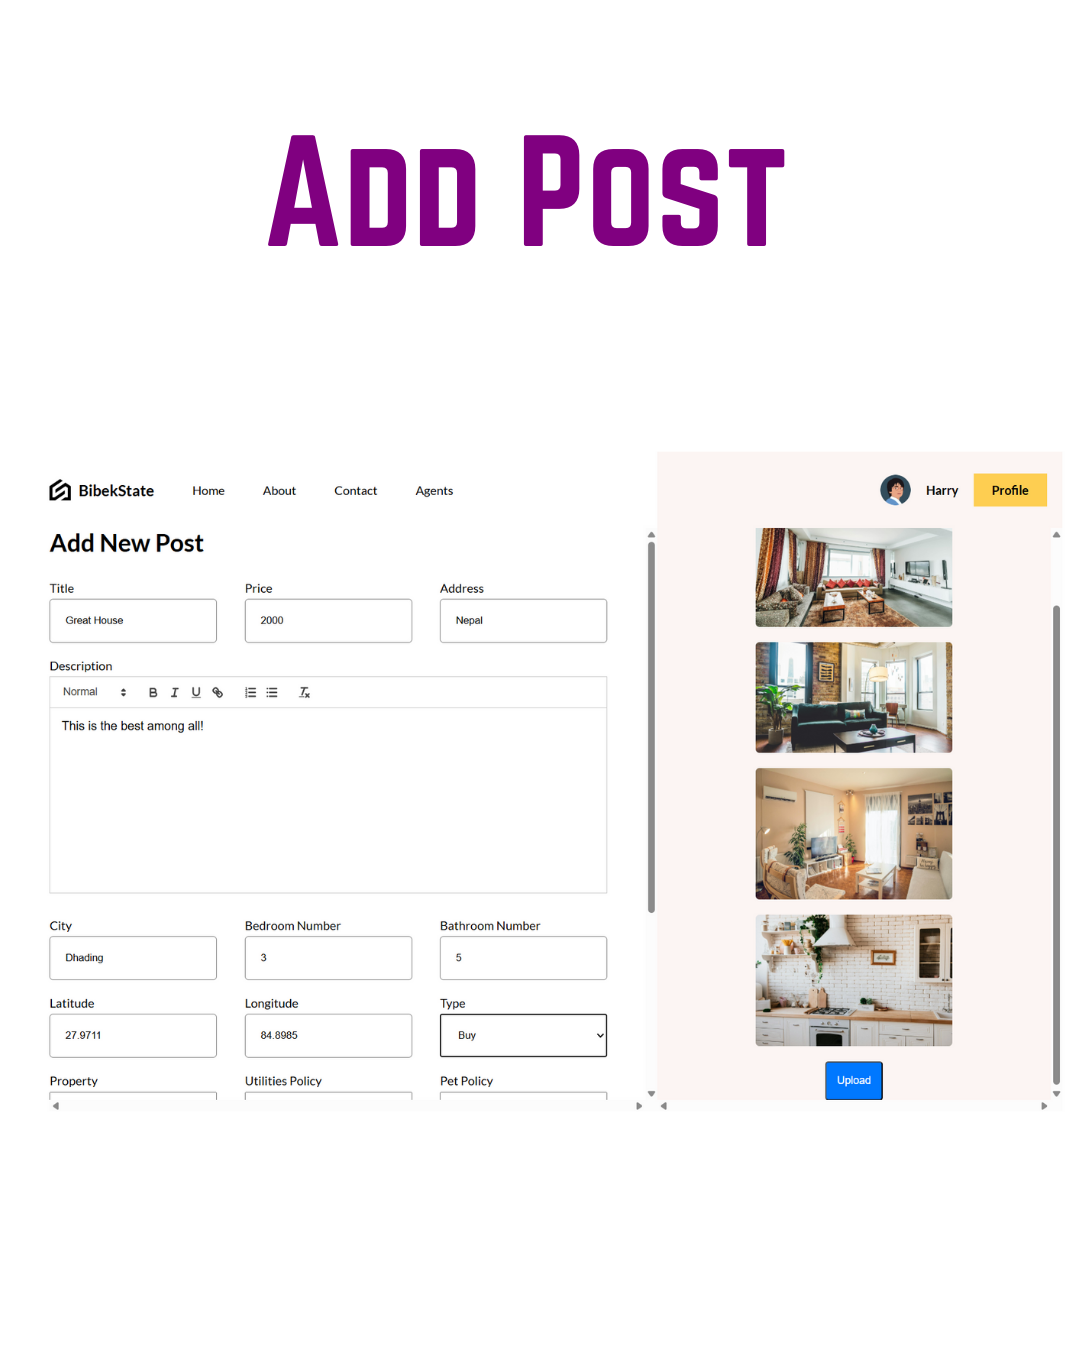 Add Post
BibekState Home About Contact Agents Harry Profile
Add New Post
Title Price Address
Great House 2000 Nepal
Description
Normal B I U
This is the best among all!
City Bedroom Number Bathroom Number
Dhading 3 5
Latitude Longitude Type
27.9711 84.8985 Buy
Property Utilities Policy Pet Policy
Upload